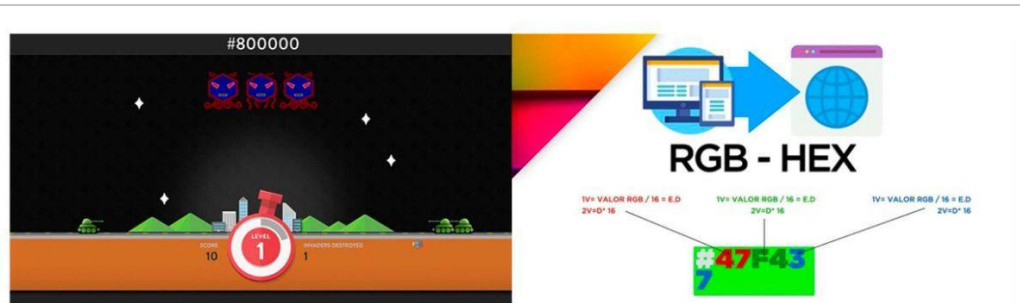 #800000
LEVEL
1
SCORE
10
INVADERS DESTROYED
1
RGB - HEX
1V= VALOR RGB / 16 = E.D
2V=D* 16
1V= VALOR RGB / 16 = E.D
2V=D* 16
1V= VALOR RGB / 16 = E.D
2V=D* 16
#47F43
7